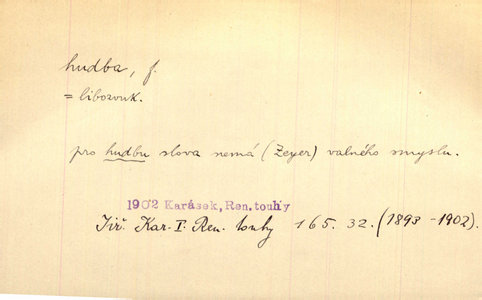 hudba, f.
= libozvuk.
pro hudbu slova nemá (Zeyer) valného smyslu.
1902 Karásek, Ren.touhy
Jiř. Kar. I. Ren. touhy 165. 32. (1893 - 1902).